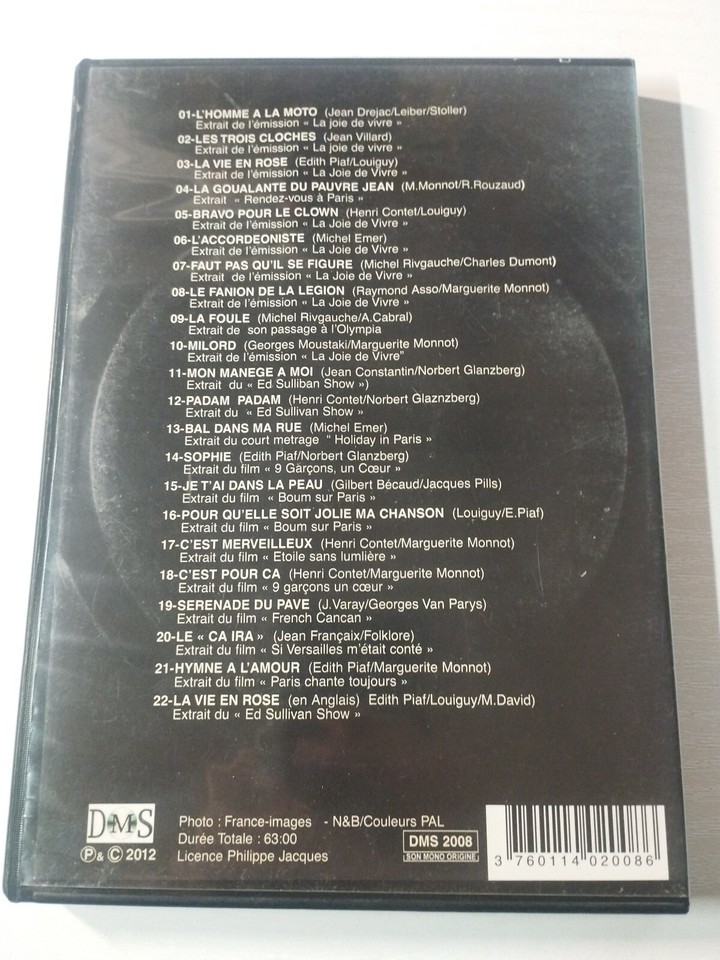 01-L'HOMME A LA MOTO (Jean Drejac/Leiber/Stoller)
Extrait de l'émission « La joie de vivre »
02-LES TROIS CLOCHES (Jean Villard)
Extrait de l'émission « La joie de vivre »
03-LA VIE EN ROSE (Edith Piaf/Louiguy)
Extrait de l'émission « La Joie de Vivre »
04-LA GOUALANTE DU PAUVRE JEAN (M.Monnot/R.Rouzaud)
Extrait « Rendez-vous à Paris »
05-BRAVO POUR LE CLOWN (Henri Contet/Louiguy)
Extrait de l'émission « La Joie de Vivre »
06-L'ACCORDEONISTE (Michel Emer)
Extrait de l'émission « La Joie de Vivre »
07-FAUT PAS QU'IL SE FIGURE (Michel Rivgauche/Charles Dumont)
Extrait de l'émission « La Joie de Vivre »
08-LE FANION DE LA LEGION (Raymond Asso/Marguerite Monnot)
Extrait de l'émission « La Joie de Vivre »
09-LA FOULE (Michel Rivgauche/A.Cabral)
Extrait de son passage à l'Olympia
10-MILORD (Georges Moustaki/Marguerite Monnot)
Extrait de l'émission « La Joie de Vivre"
11-MON MANEGE A MOI (Jean Constantin/Norbert Glanzberg)
Extrait du « Ed Sulliban Show »)
12-PADAM PADAM (Henri Contet/Norbert Glaznzberg)
Extrait du « Ed Sullivan Show »
13-BAL DANS MA RUE (Michel Emer)
Extrait du court metrage " Holiday in Paris »
14-SOPHIE (Edith Piaf/Norbert Glanzberg)
Extrait du film « 9 Garçons, un Cœur »
15-JE T'AI DANS LA PEAU (Gilbert Bécaud/Jacques Pills)
Extrait du film « Boum sur Paris »
16-POUR QU'ELLE SOIT JOLIE MA CHANSON (Louiguy/E.Piaf)
Extrait du film « Boum sur Paris »
17-C'EST MERVEILLEUX (Henri Contet/Marguerite Monnot)
Extrait du film « Etoile sans lumlière »
18-C'EST POUR CA (Henri Contet/Marguerite Monnot)
Extrait du film « 9 garçons un cœur »
19-SERENADE DU PAVE (J.Varay/Georges Van Parys)
Extrait du film « French Cancan »
20-LE « CA IRA » (Jean Françaix/Folklore)
Extrait du film « Si Versailles m'était conté »
21-HYMNE A L'AMOUR (Edith Piaf/Marguerite Monnot)
Extrait du film « Paris chante toujours »
22-LA VIE EN ROSE (en Anglais) Edith Piaf/Louiguy/M.David)
Extrait du « Ed Sullivan Show »
DMS
℗ & © 2012
Photo : France-images - N&B/Couleurs PAL
Durée Totale : 63:00
Licence Philippe Jacques
DMS 2008
SON MONO ORIGINE
3 760114 020086